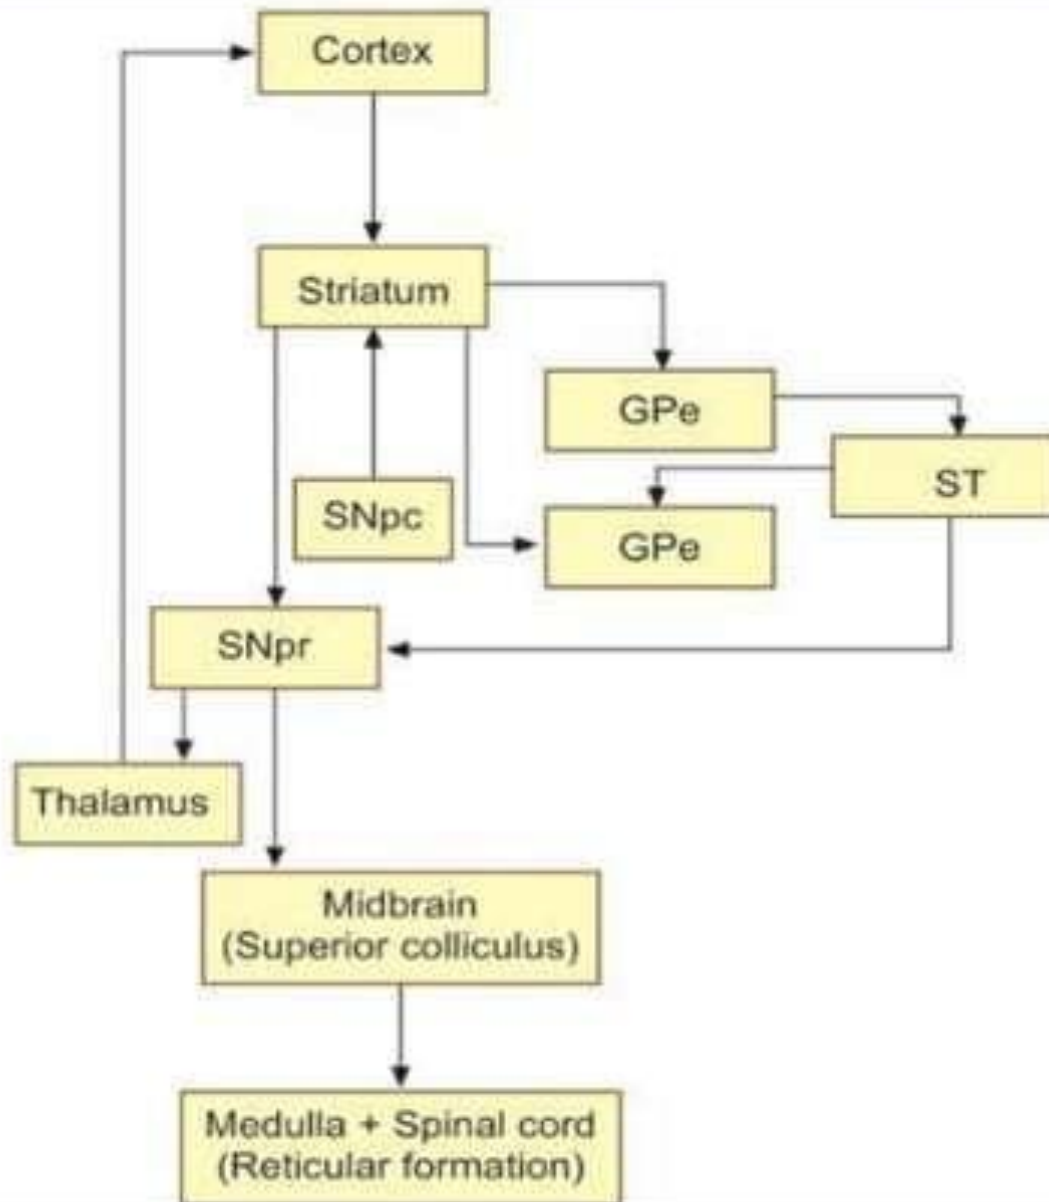 Cortex
Striatum
GPe
ST
SNpc
GPe
SNpr
Thalamus
Midbrain
(Superior colliculus)
Medulla + Spinal cord
(Reticular formation)